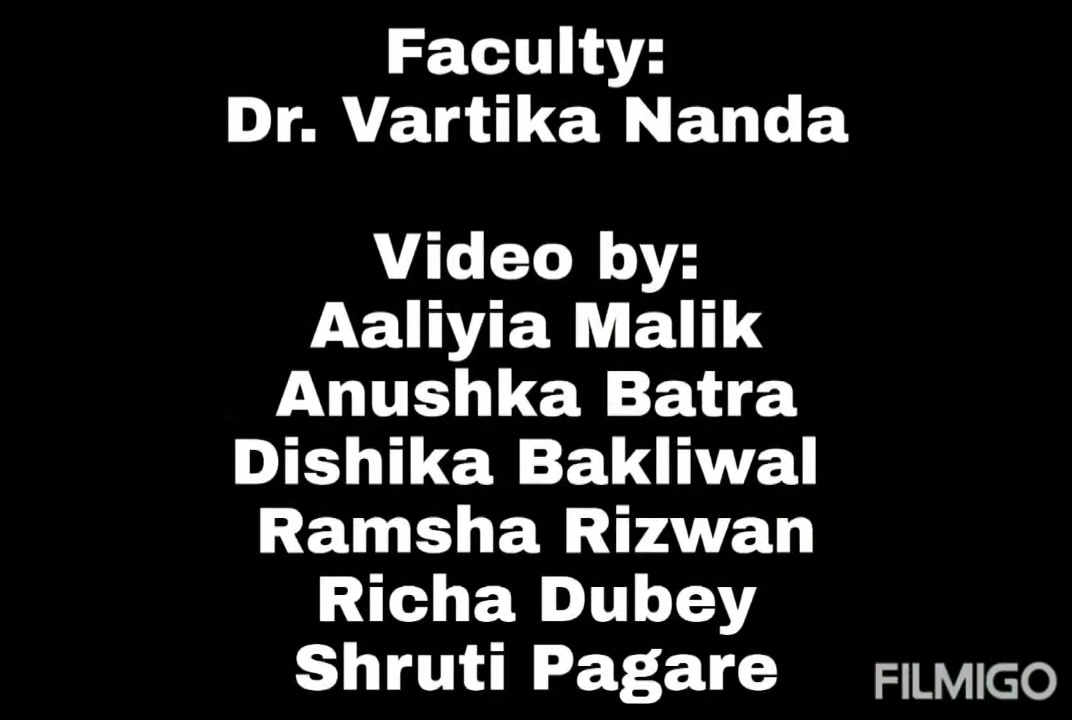 Faculty:
Dr. Vartika Nanda
Video by:
Aaliyia Malik
Anushka Batra
Dishika Bakliwal
Ramsha Rizwan
Richa Dubey
Shruti Pagare
FILMIGO